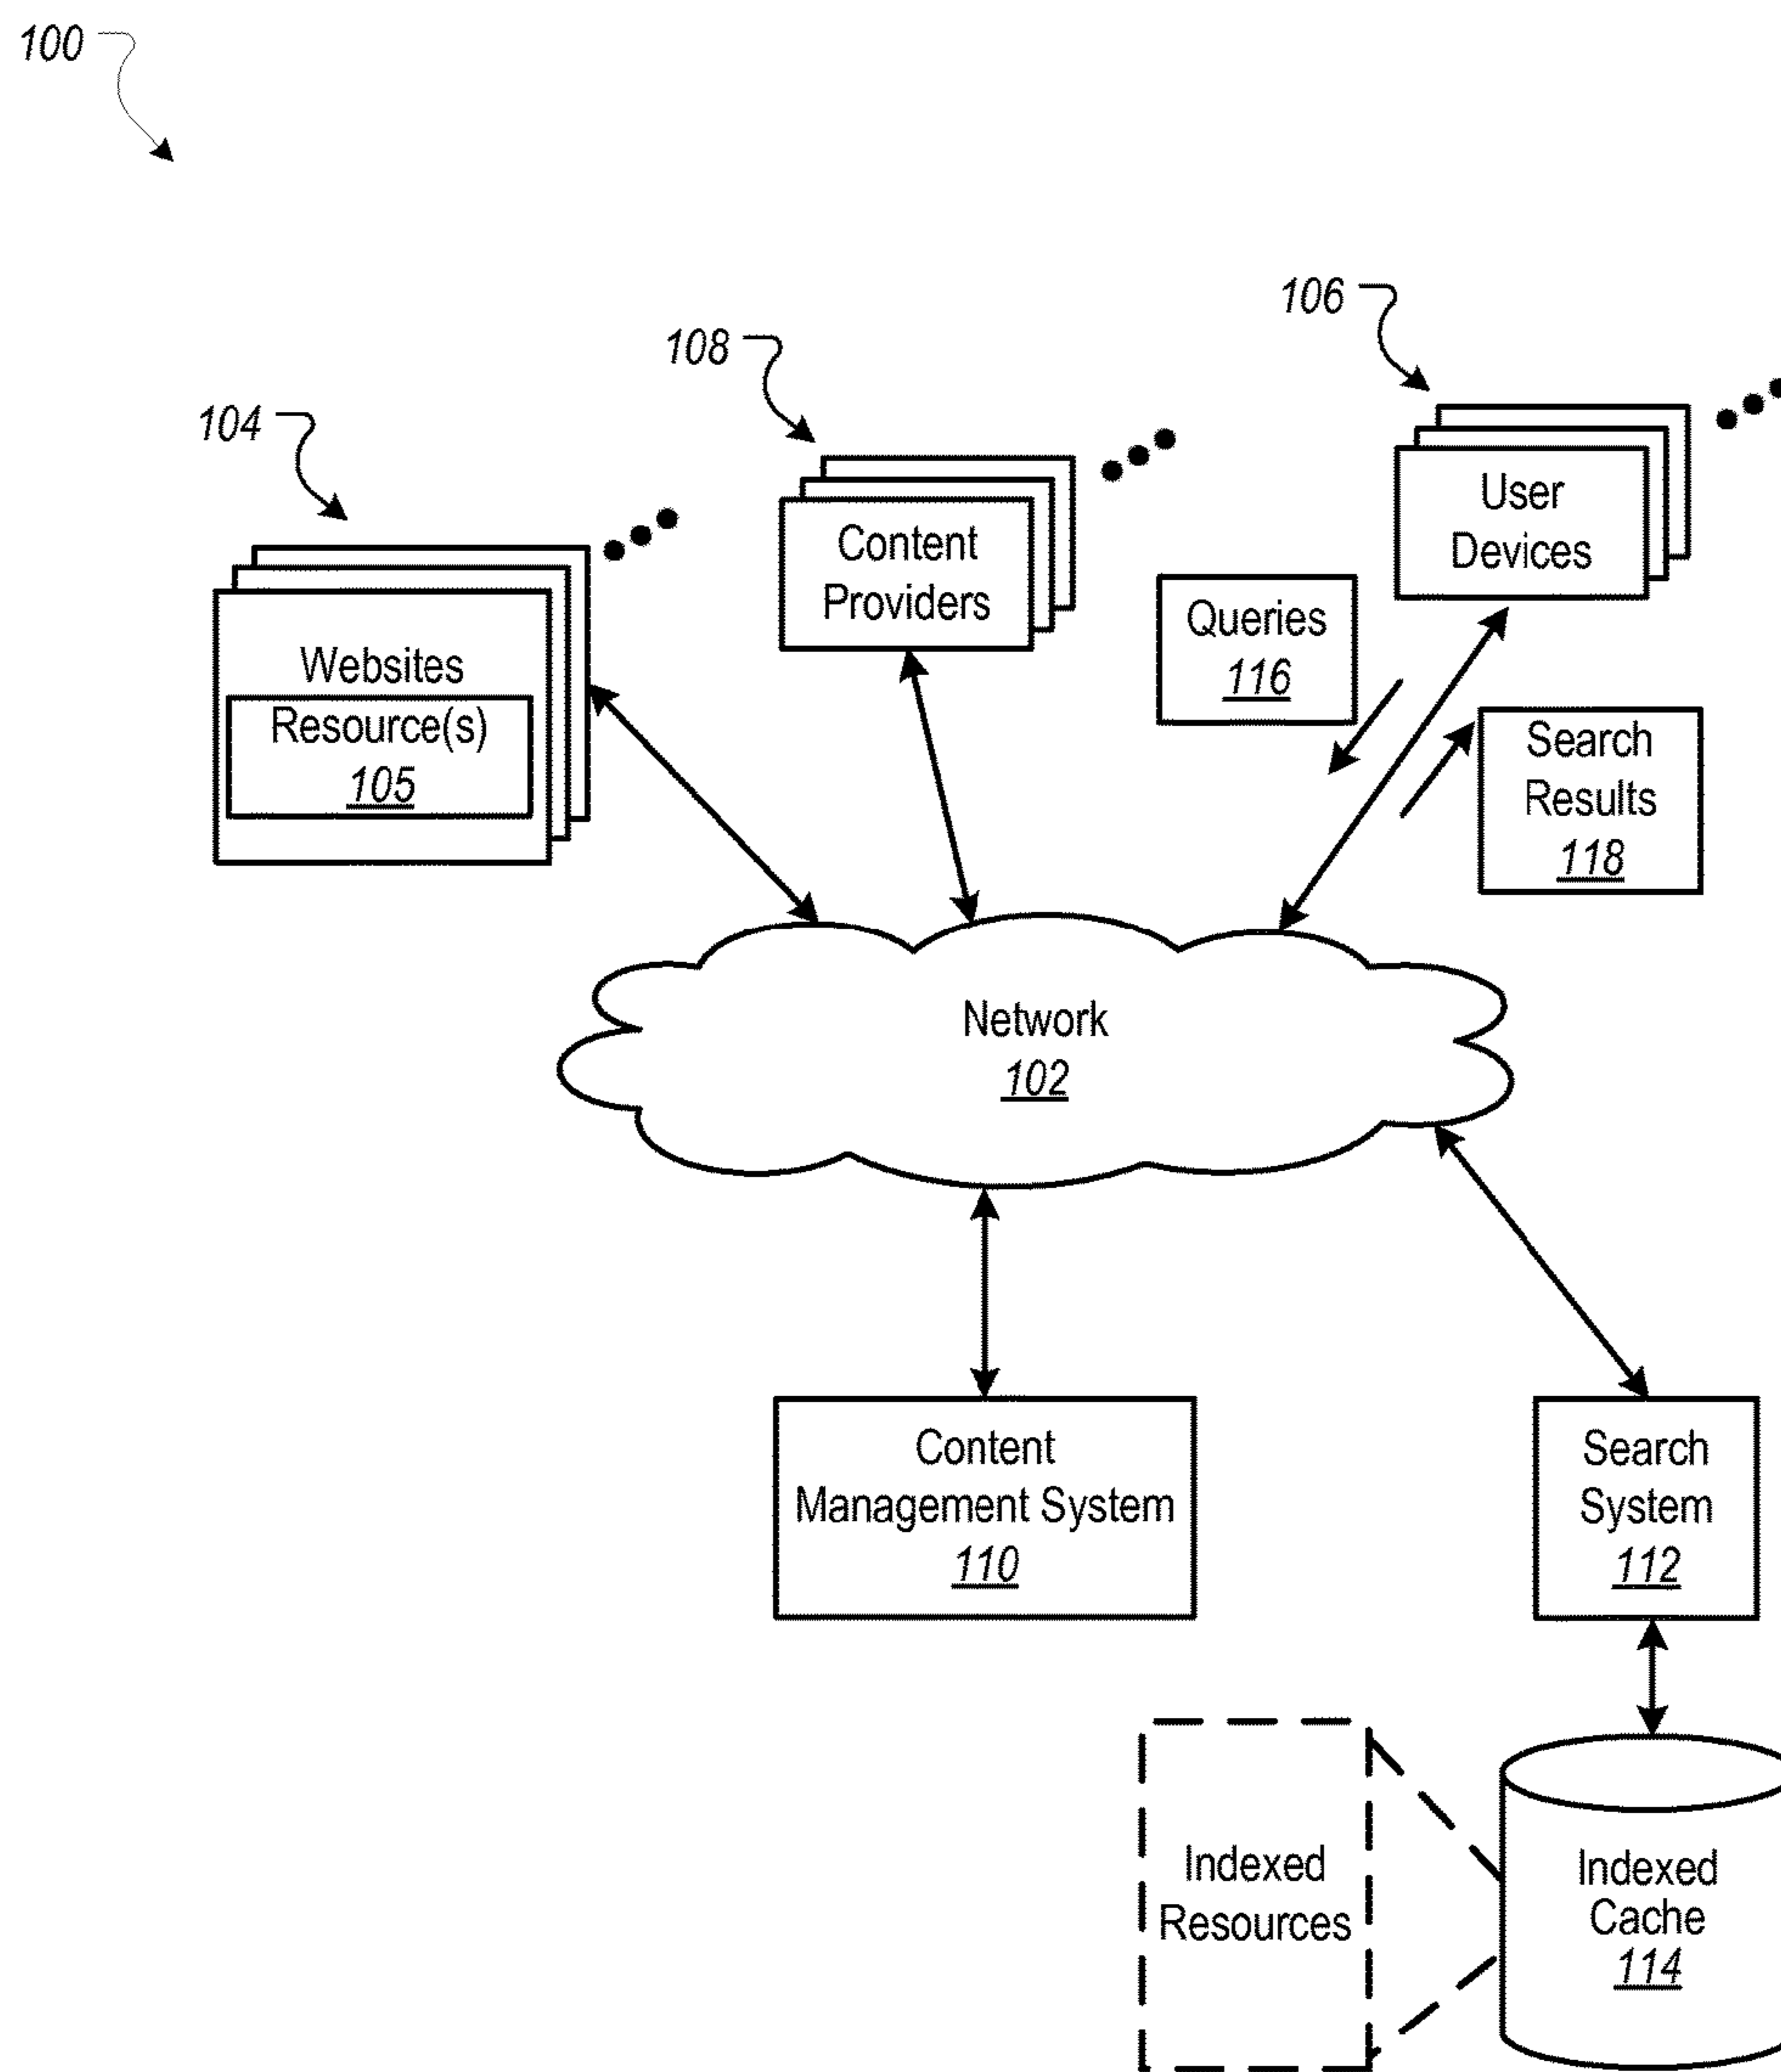 100
106
108
104
User
Devices
Content
Providers
Queries
116
Websites
Resource(s)
105
Search
Results
118
Network
102
Content
Management System
110
Search
System
112
Indexed
Resources
Indexed
Cache
114